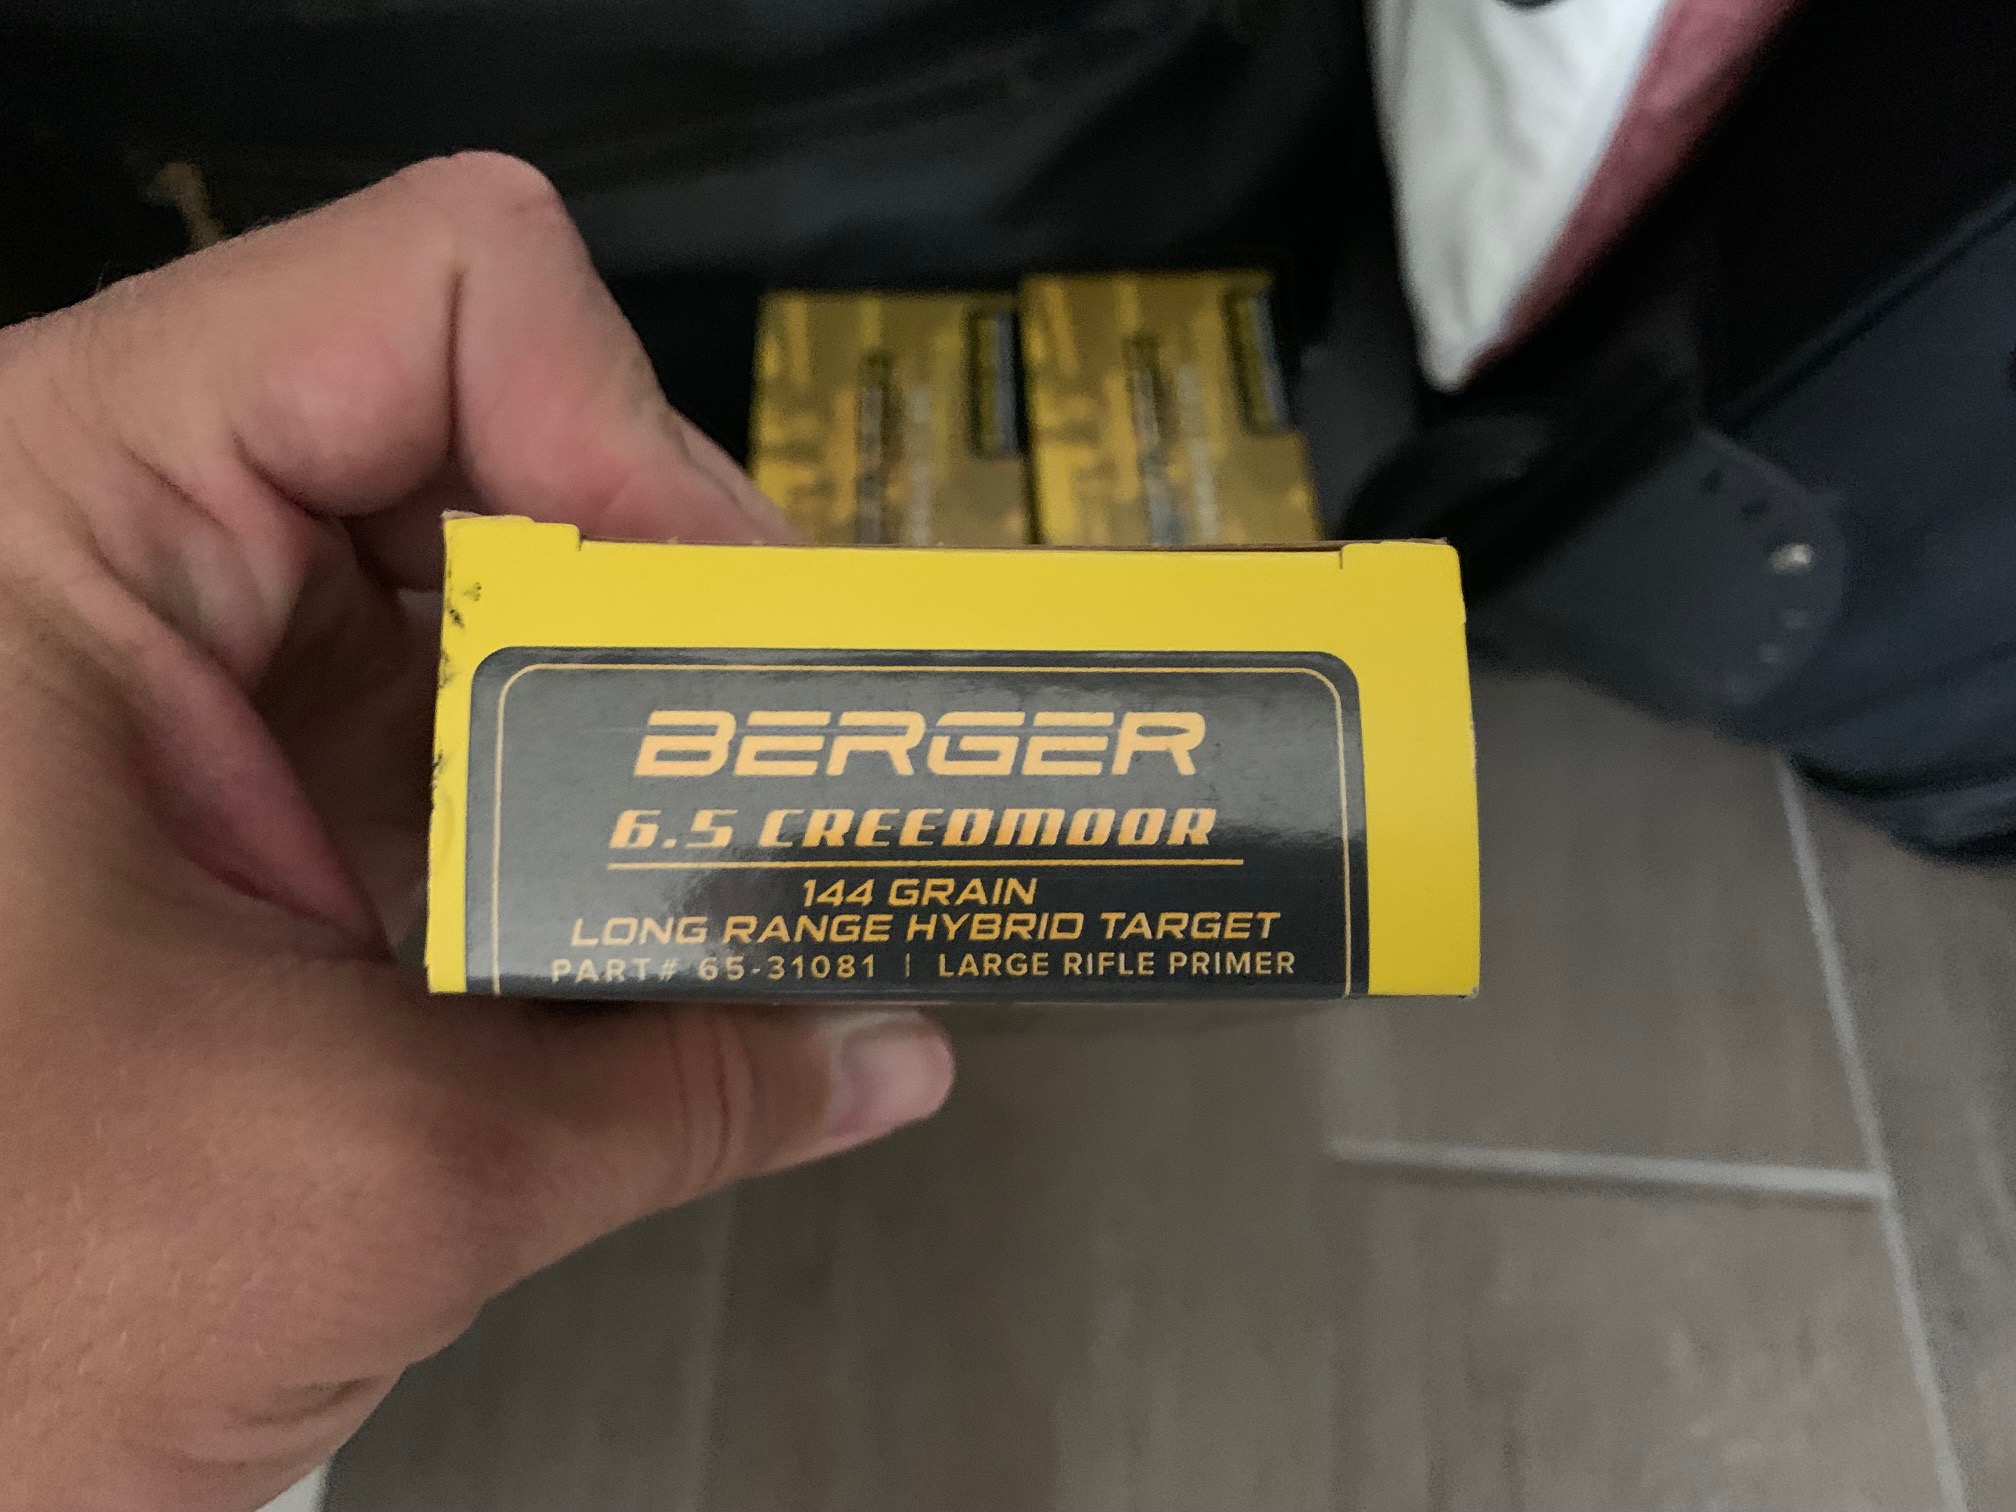 BERGER
6.5 CREEDMOOR
144 GRAIN
LONG RANGE HYBRID TARGET
PART# 65-31081 | LARGE RIFLE PRIMER